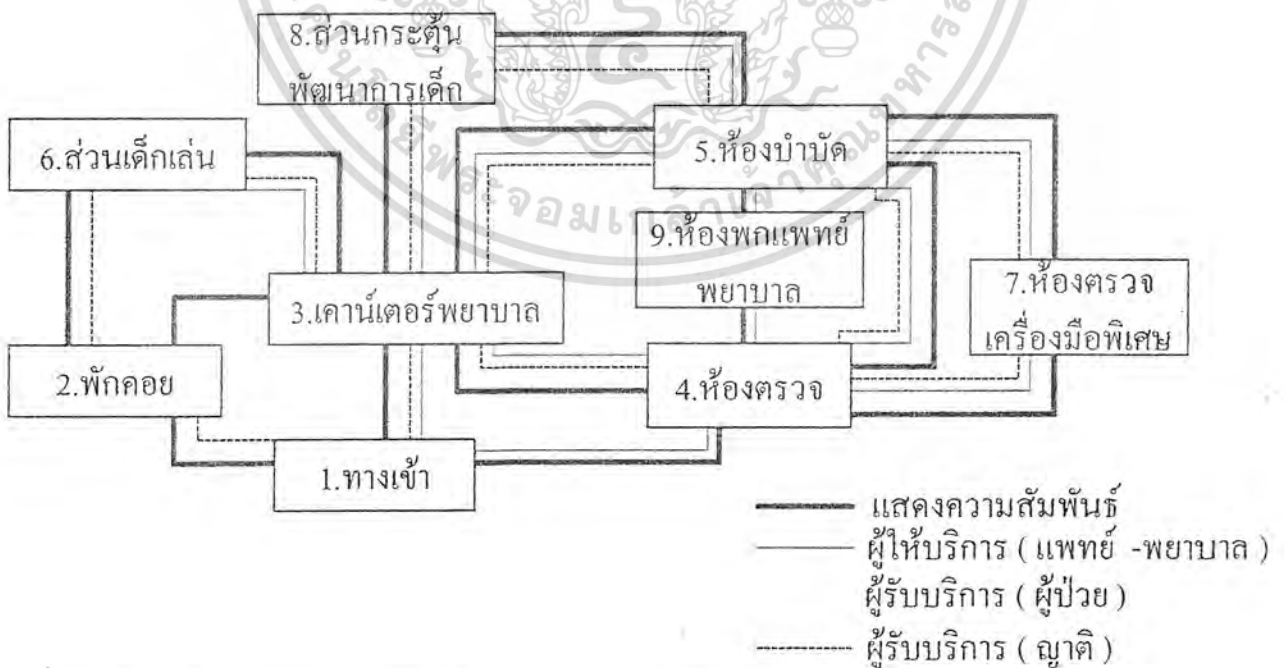 8.ส่วนกระตุ้น
พัฒนาการเด็ก
6.ส่วนเด็กเล่น
5.ห้องบำบัด
9.ห้องพกแพทย์
พยาบาล
7.ห้องตรวจ
เครื่องมือพิเศษ
3.เคาน์เตอร์พยาบาล
2.พักคอย
4.ห้องตรวจ
1.ทางเข้า
แสดงความสัมพันธ์
ผู้ให้บริการ ( แพทย์ -พยาบาล )
ผู้รับบริการ ( ผู้ป่วย )
ผู้รับบริการ ( ญาติ )